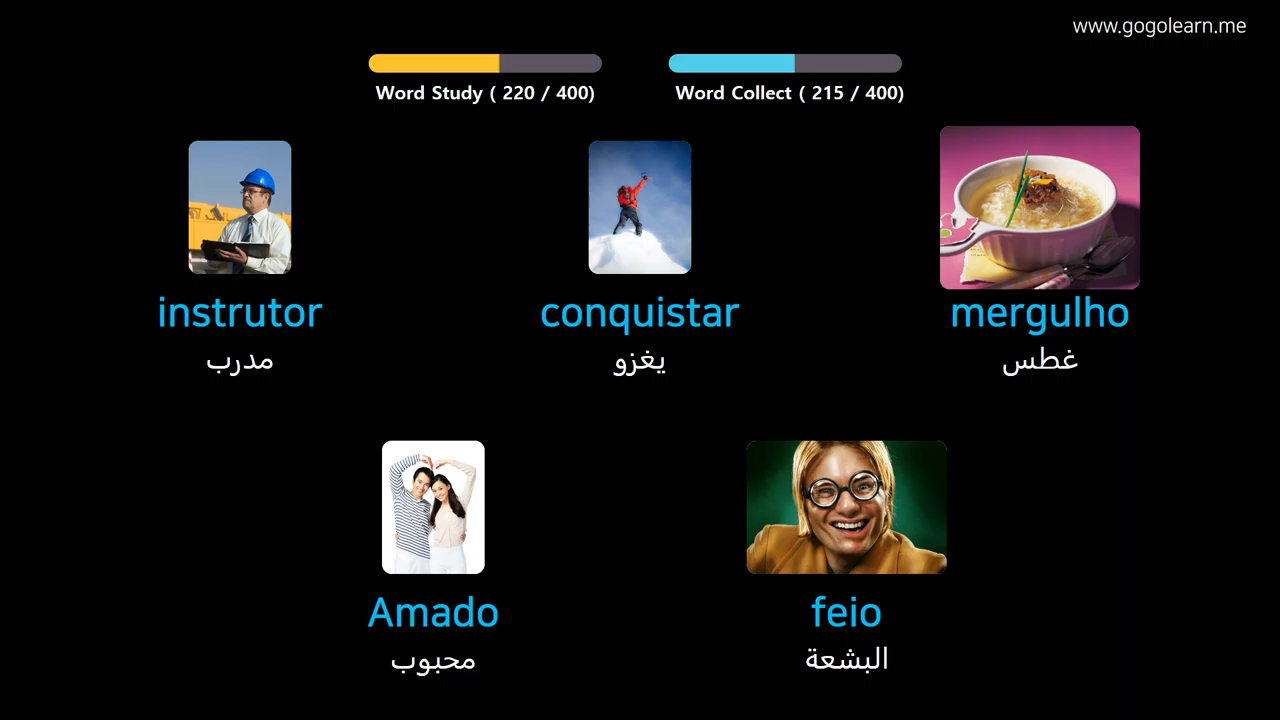 www.gogolearn.me
Word Study ( 220 / 400)
Word Collect ( 215 / 400)
instrutor
مدرب
conquistar
يغزو
mergulho
غطس
Amado
محبوب
feio
البشعة